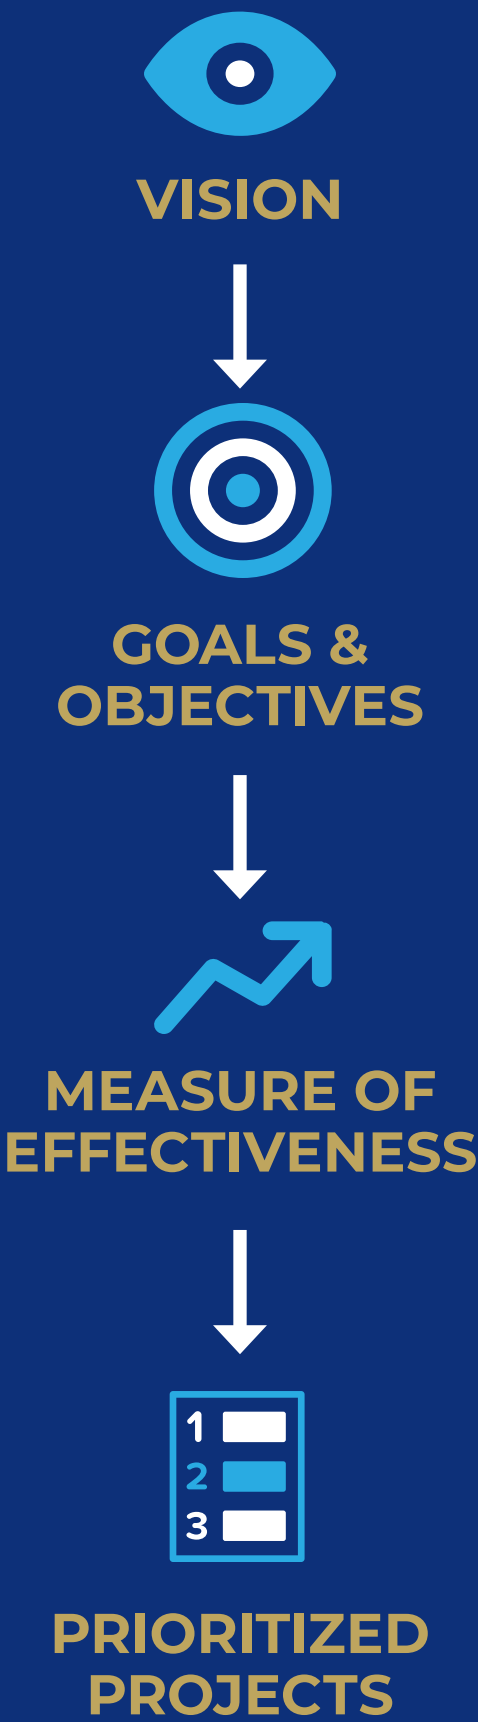 VISION
GOALS &
OBJECTIVES
MEASURE OF
EFFECTIVENESS
1
2
3
PRIORITIZED
PROJECTS